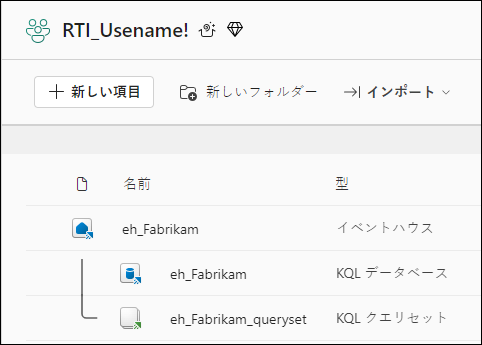 RTI_Usename!
新しい項目 新しいフォルダー インポート
名前 型
eh_Fabrikam イベントハウス
eh_Fabrikam KQL データベース
eh_Fabrikam_queryset KQL クエリセット